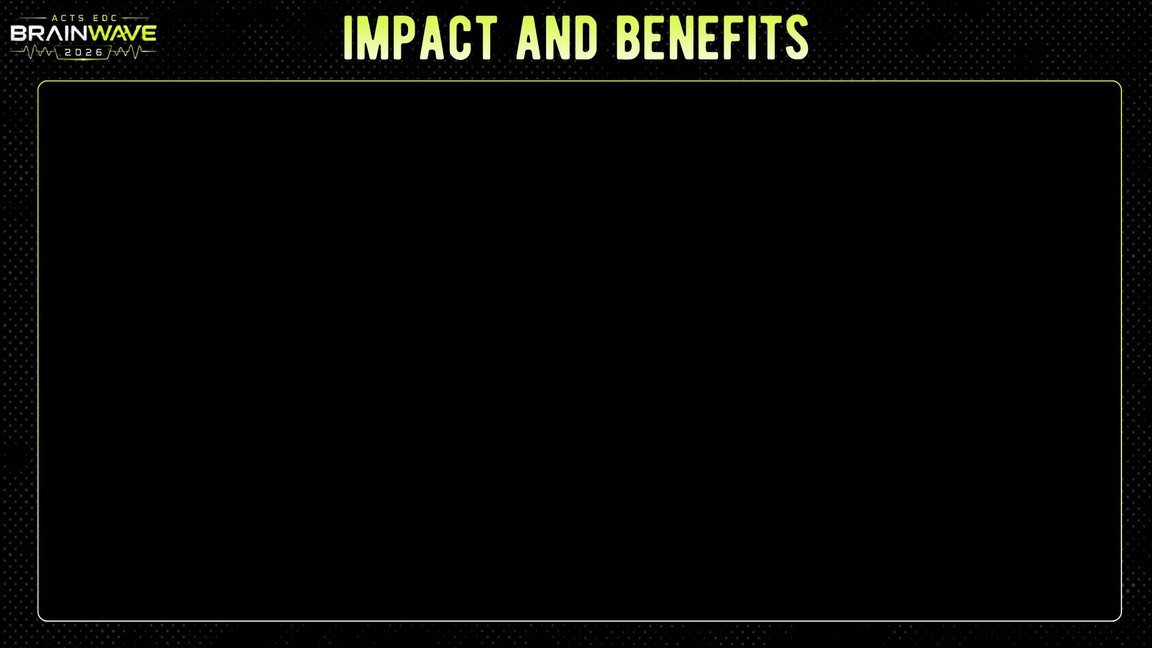 ACTS EDC
BRAINWAVE
2026
IMPACT AND BENEFITS